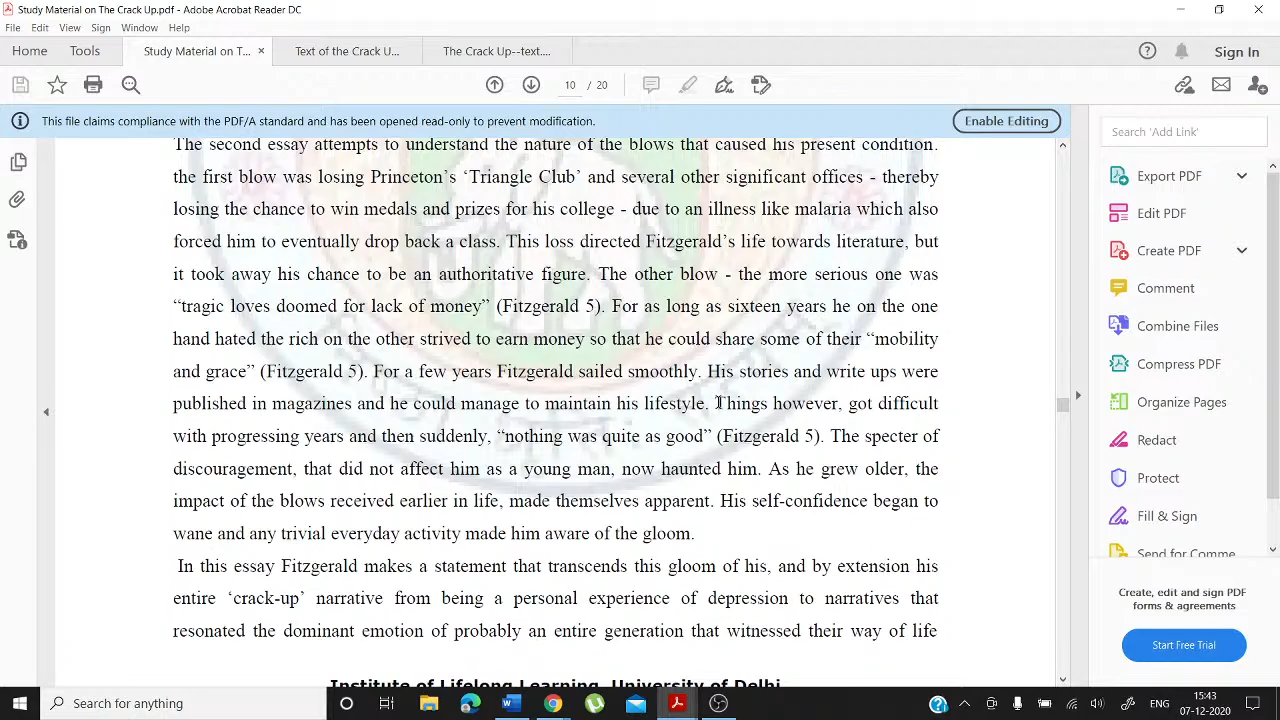 Study Material on The Crack Up.pdf - Adobe Acrobat Reader DC
File Edit View Sign Window Help
Home Tools Study Material on T... × Text of the Crack U... The Crack Up--text.... Sign In
10 / 20
This file claims compliance with the PDF/A standard and has been opened read-only to prevent modification. Enable Editing
The second essay attempts to understand the nature of the blows that caused his present condition.
the first blow was losing Princeton's ‘Triangle Club’ and several other significant offices - thereby
losing the chance to win medals and prizes for his college - due to an illness like malaria which also
forced him to eventually drop back a class. This loss directed Fitzgerald’s life towards literature, but
it took away his chance to be an authoritative figure. The other blow - the more serious one was
“tragic loves doomed for lack of money” (Fitzgerald 5). For as long as sixteen years he on the one
hand hated the rich on the other strived to earn money so that he could share some of their “mobility
and grace” (Fitzgerald 5). For a few years Fitzgerald sailed smoothly. His stories and write ups were
published in magazines and he could manage to maintain his lifestyle. Things however, got difficult
with progressing years and then suddenly, “nothing was quite as good” (Fitzgerald 5). The specter of
discouragement, that did not affect him as a young man, now haunted him. As he grew older, the
impact of the blows received earlier in life, made themselves apparent. His self-confidence began to
wane and any trivial everyday activity made him aware of the gloom.
In this essay Fitzgerald makes a statement that transcends this gloom of his, and by extension his
entire ‘crack-up’ narrative from being a personal experience of depression to narratives that
resonated the dominant emotion of probably an entire generation that witnessed their way of life
Institute of Lifelong Learning, University of Delhi
Search 'Add Link'
Export PDF
Edit PDF
Create PDF
Comment
Combine Files
Compress PDF
Organize Pages
Redact
Protect
Fill & Sign
Send for Comme
Create, edit and sign PDF
forms & agreements
Start Free Trial
Search for anything
ENG
15:43
07-12-2020